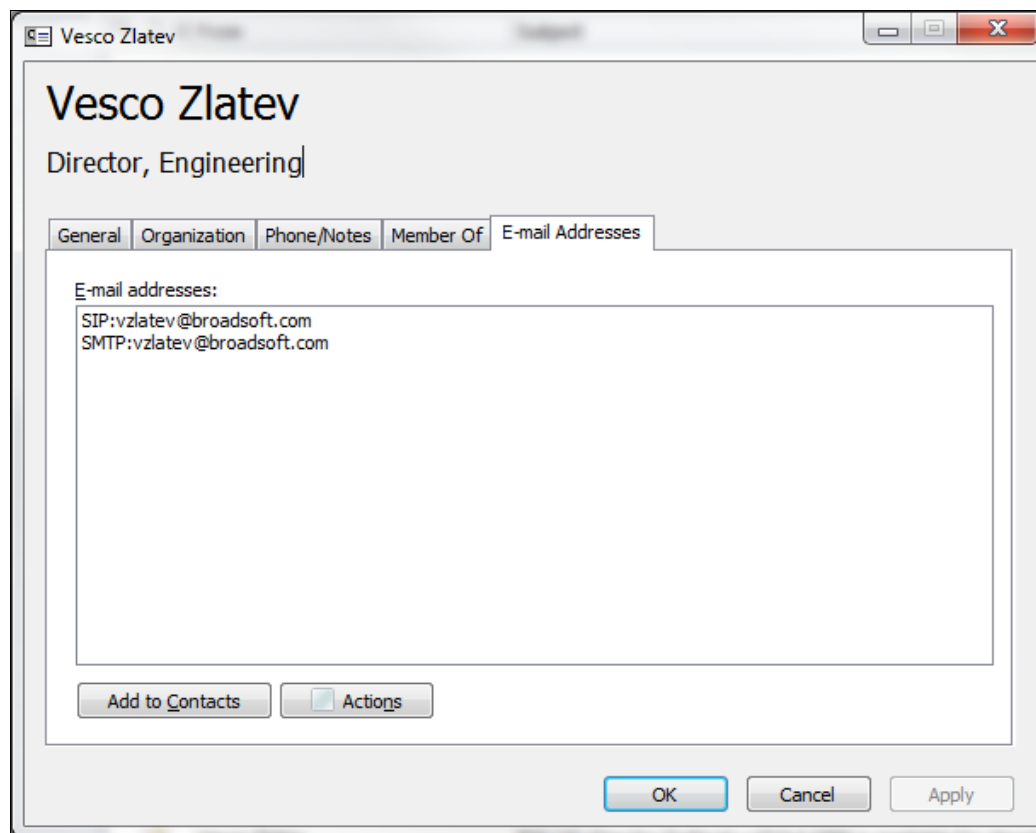 Vesco Zlatev
Vesco Zlatev
Director, Engineering
General Organization Phone/Notes Member Of E-mail Addresses
E-mail addresses:
SIP:vzlatev@broadsoft.com
SMTP:vzlatev@broadsoft.com
Add to Contacts Actions
OK Cancel Apply